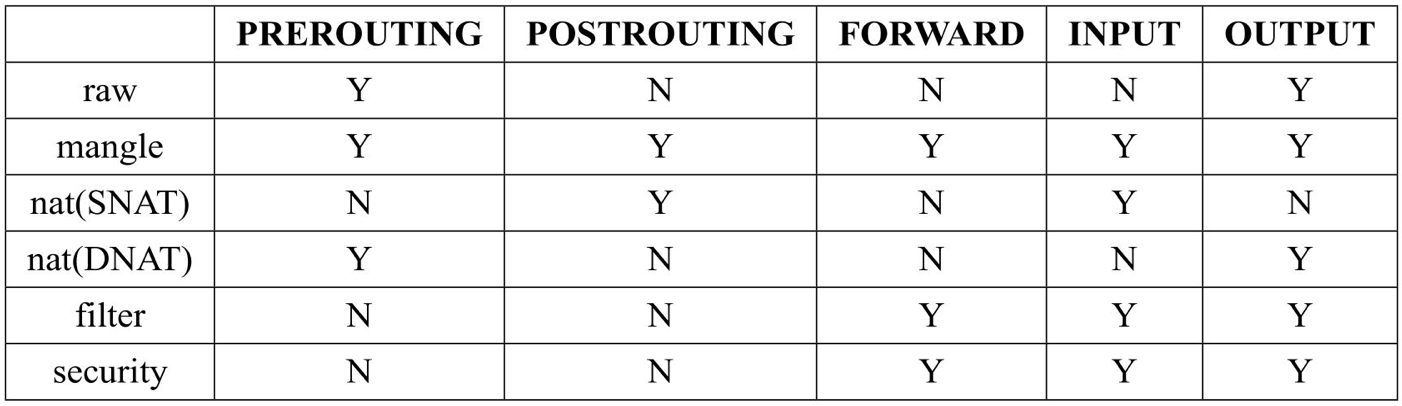 PREROUTING POSTROUTING FORWARD INPUT OUTPUT
raw Y N N N Y
mangle Y Y Y Y Y
nat(SNAT) N Y N Y N
nat(DNAT) Y N N N Y
filter N N Y Y Y
security N N Y Y Y